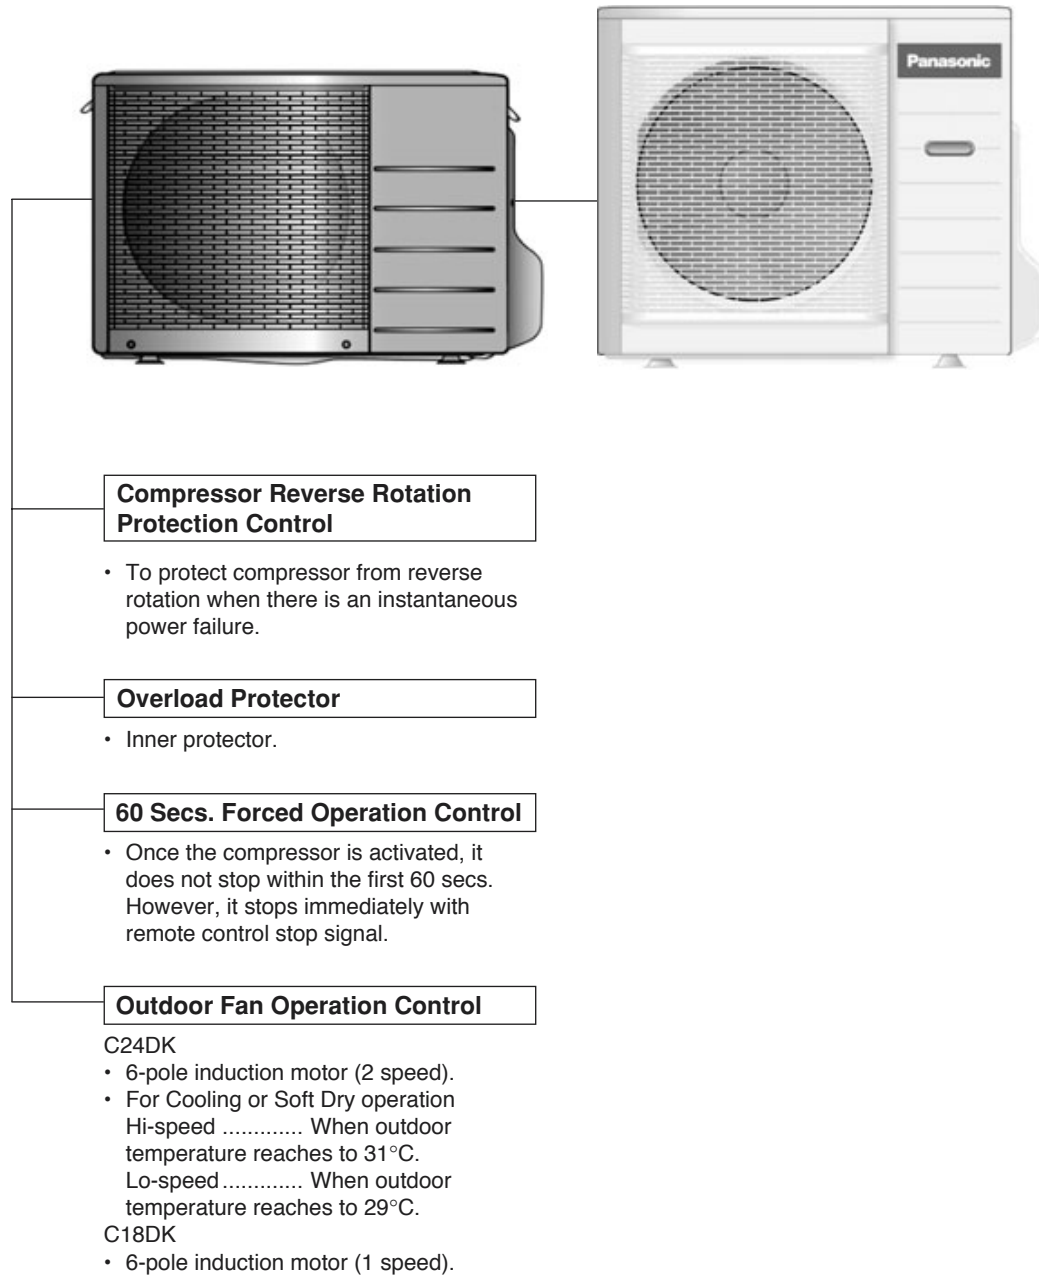 Panasonic
Compressor Reverse Rotation
Protection Control
• To protect compressor from reverse
rotation when there is an instantaneous
power failure.
Overload Protector
• Inner protector.
60 Secs. Forced Operation Control
• Once the compressor is activated, it
does not stop within the first 60 secs.
However, it stops immediately with
remote control stop signal.
Outdoor Fan Operation Control
C24DK
• 6-pole induction motor (2 speed).
• For Cooling or Soft Dry operation
Hi-speed ............. When outdoor
temperature reaches to 31°C.
Lo-speed ............. When outdoor
temperature reaches to 29°C.
C18DK
• 6-pole induction motor (1 speed).